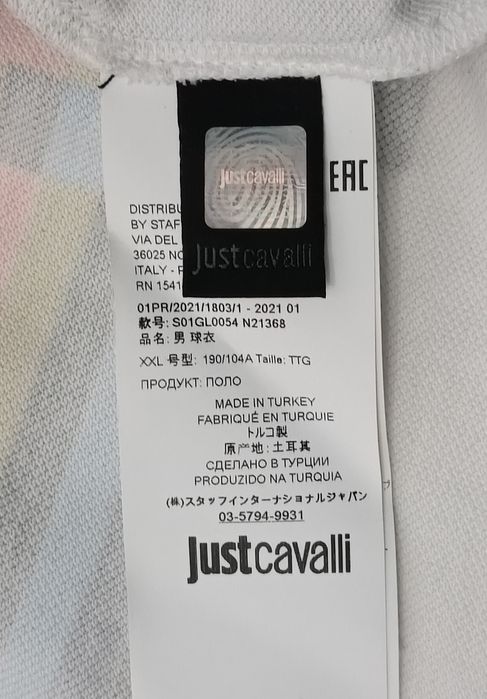 justcavalli
EAC
justcavalli
DISTRIBU
BY STAF
VIA DEL
36025 NO
ITALY - F
RN 1541
01PR/2021/1803/1 - 2021 01
款号: S01GL0054 N21368
品名: 男 球衣
XXL 号型: 190/104A Taille: TTG
ПРОДУКТ: ПОЛО
MADE IN TURKEY
FABRIQUÉ EN TURQUIE
トルコ製
原产地: 土耳其
СДЕЛАНО В ТУРЦИИ
PRODUZIDO NA TURQUIA
(株)スタッフインターナショナルジャパン
03-5794-9931
justcavalli